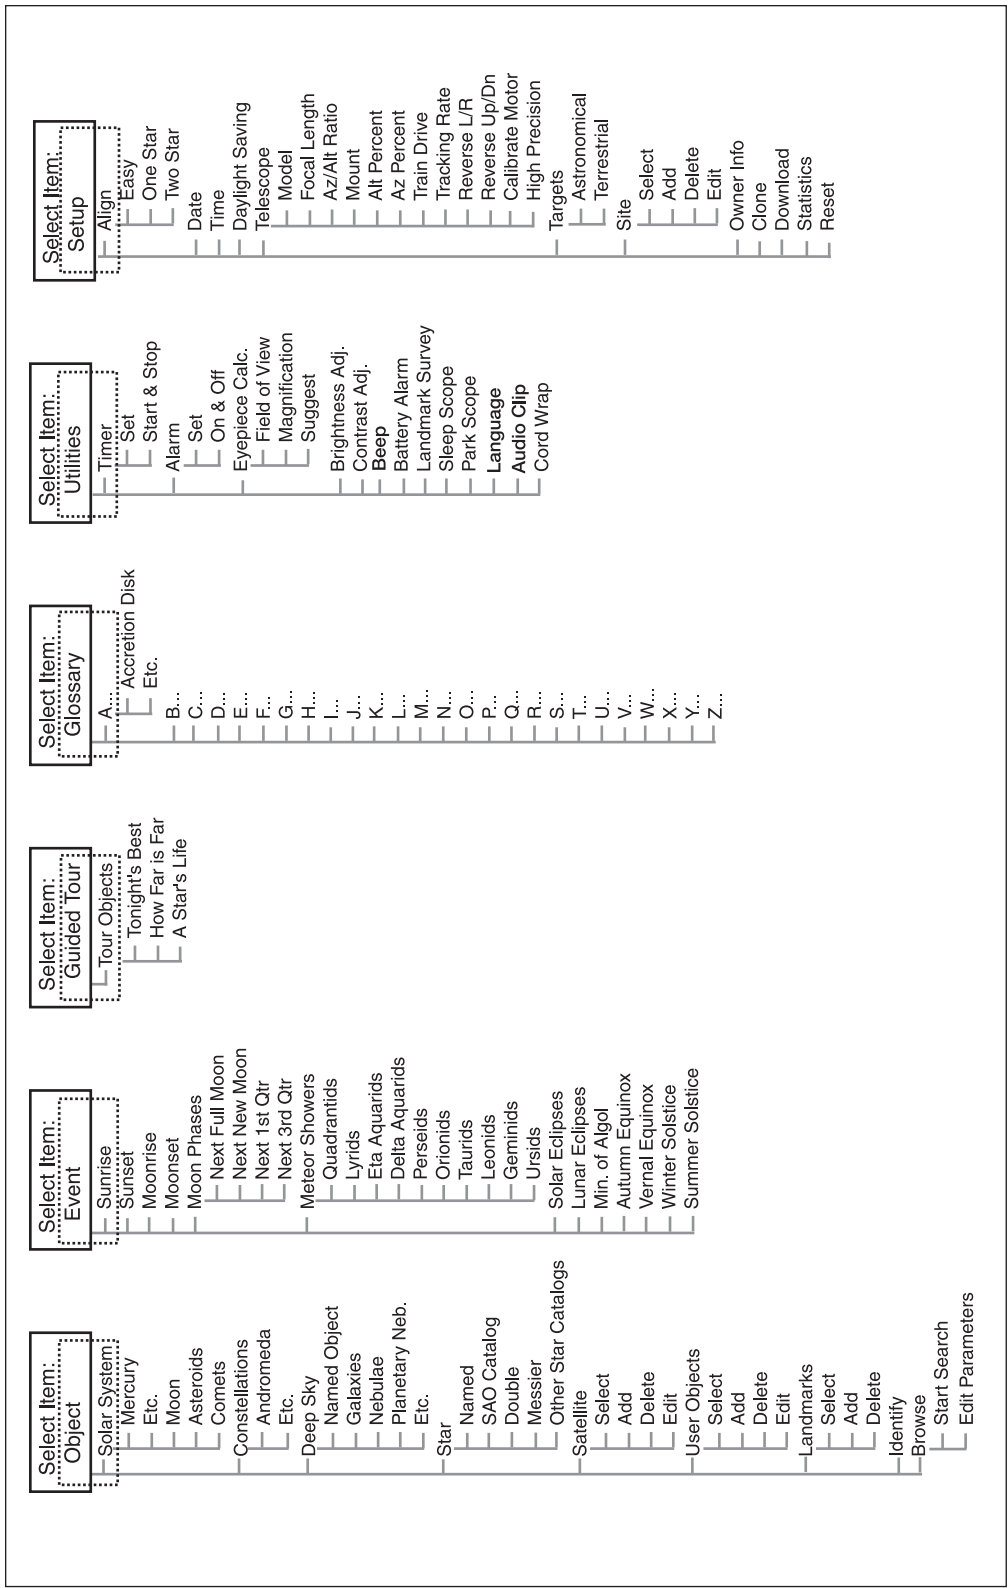 Select Item:
Object
Solar System
Mercury
Etc.
Moon
Asteroids
Comets
Constellations
Andromeda
Etc.
Deep Sky
Named Object
Galaxies
Nebulae
Planetary Neb.
Etc.
Star
Named
SAO Catalog
Double
Messier
Other Star Catalogs
Satellite
Select
Add
Delete
Edit
User Objects
Select
Add
Delete
Edit
Landmarks
Select
Add
Delete
Identify
Browse
Start Search
Edit Parameters
Select Item:
Event
Sunrise
Sunset
Moonrise
Moonset
Moon Phases
Next Full Moon
Next New Moon
Next 1st Qtr
Next 3rd Qtr
Meteor Showers
Quadrantids
Lyrids
Eta Aquarids
Delta Aquarids
Perseids
Orionids
Taurids
Leonids
Geminids
Ursids
Solar Eclipses
Lunar Eclipses
Min. of Algol
Autumn Equinox
Vernal Equinox
Winter Solstice
Summer Solstice
Select Item:
Guided Tour
Tour Objects
Tonight's Best
How Far is Far
A Star's Life
Select Item:
Glossary
A...
Accretion Disk
Etc.
B...
C...
D...
E...
F...
G...
H...
I...
J...
K...
L...
M...
N...
O...
P...
Q...
R...
S...
T...
U...
V...
W...
X...
Y...
Z...
Select Item:
Utilities
Timer
Set
Start & Stop
Alarm
Set
On & Off
Eyepiece Calc.
Field of View
Magnification
Suggest
Brightness Adj.
Contrast Adj.
Beep
Battery Alarm
Landmark Survey
Sleep Scope
Park Scope
Language
Audio Clip
Cord Wrap
Select Item:
Setup
Align
Easy
One Star
Two Star
Date
Time
Daylight Saving
Telescope
Model
Focal Length
Az/Alt Ratio
Mount
Alt Percent
Az Percent
Train Drive
Tracking Rate
Reverse L/R
Reverse Up/Dn
Calibrate Motor
High Precision
Targets
Astronomical
Terrestrial
Site
Select
Add
Delete
Edit
Owner Info
Clone
Download
Statistics
Reset